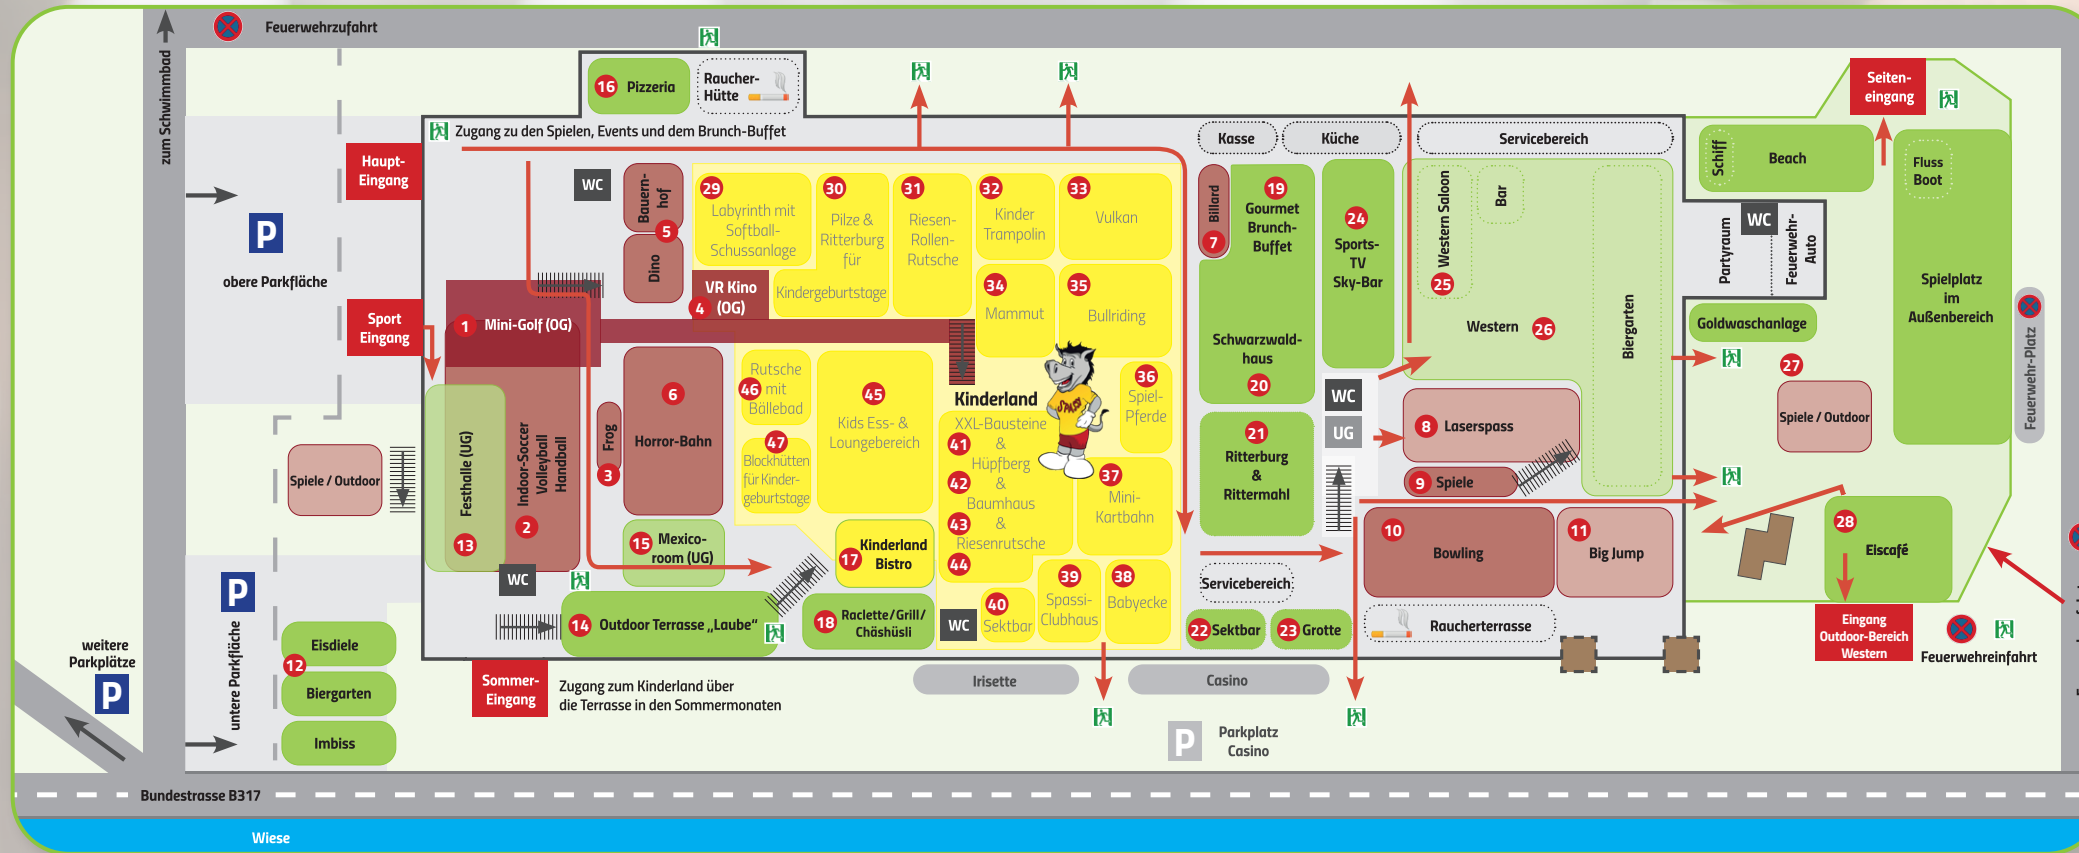 Feuerwehrzufahrt
zum Schwimmbad
16 Pizzeria
Raucher-
Hütte
Zugang zu den Spielen, Events und dem Brunch-Buffet
Haupt-
Eingang
WC
Bauern-
hof
5
Dino
29
Labyrinth mit
Softball-
Schussanlage
30
Pilze &
Ritterburg
für
Kindergeburtstage
31
Riesen-
Rollen-
Rutsche
32
Kinder
Trampolin
33
Vulkan
34
Mammut
35
Bullriding
VR Kino
4 (OG)
P
obere Parkfläche
Sport
Eingang
1 Mini-Golf (OG)
Festhalle (UG)
13
Indoor-Soccer
Volleyball
Handball
2
WC
Frog
3
6
Horror-Bahn
15 Mexico-
room (UG)
Rutsche
46 mit
Bällebad
47
Blockhütten
für Kinder-
geburtstage
45
Kids Ess- &
Loungebereich
Kinderland
XXL-Bausteine
41 &
Hüpfberg
42 &
Baumhaus
43 &
Riesenrutsche
44
SPASSI
36
Spiel-
Pferde
37
Mini-
Kartbahn
17 Kinderland
Bistro
18 Raclette/Grill/
Chöshüsli
WC
40
Sektbar
39
Spassi-
Clubhaus
38
Babyecke
14 Outdoor Terrasse „Laube“
Spiele / Outdoor
P
untere Parkfläche
weitere
Parkplätze
P
Eisdiele
12
Biergarten
Imbiss
Sommer-
Eingang
Zugang zum Kinderland über
die Terrasse in den Sommermonaten
Irisette
Casino
P Parkplatz
Casino
Kasse
Küche
Servicebereich
Billard
7
19
Gourmet
Brunch-
Buffet
Schwarzwald-
haus
20
21
Ritterburg
&
Rittermahl
Servicebereich
22 Sektbar
23 Grotte
24
Sports-
TV
Sky-Bar
WC
UG
Western Saloon
25
Bar
Western 26
Biergarten
8 Laserspass
9 Spiele
10
Bowling
11
Big Jump
Raucherterrasse
Seiten-
eingang
Schiff
Beach
Fluss
Boot
Partyraum
WC
Feuerwehr-
Auto
Spielplatz
im
Außenbereich
Goldwaschanlage
27
Spiele / Outdoor
Feuerwehr-Platz
28
Eiscafé
Eingang
Outdoor-Bereich
Western
Feuerwehreinfahrt
Bundestrasse B317
Wiese